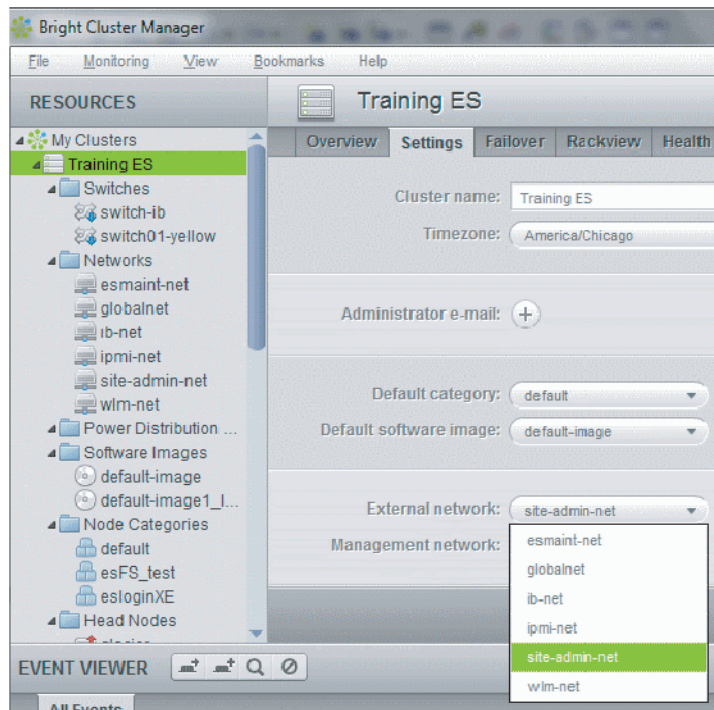 Bright Cluster Manager
File Monitoring View Bookmarks Help
RESOURCES
My Clusters
Training ES
Switches
switch-ib
switch01-yellow
Networks
esmaint-net
globalnet
ib-net
ipmi-net
site-admin-net
wlm-net
Power Distribution ...
Software Images
default-image
default-image1_l...
Node Categories
default
esFS_test
esloginXE
Head Nodes
Training ES
Overview Settings Failover Rackview Health
Cluster name: Training ES
Timezone: America/Chicago
Administrator e-mail:
Default category: default
Default software image: default-image
External network: site-admin-net
Management network:
esmaint-net
globalnet
ib-net
ipmi-net
site-admin-net
wlm-net
EVENT VIEWER
All Events